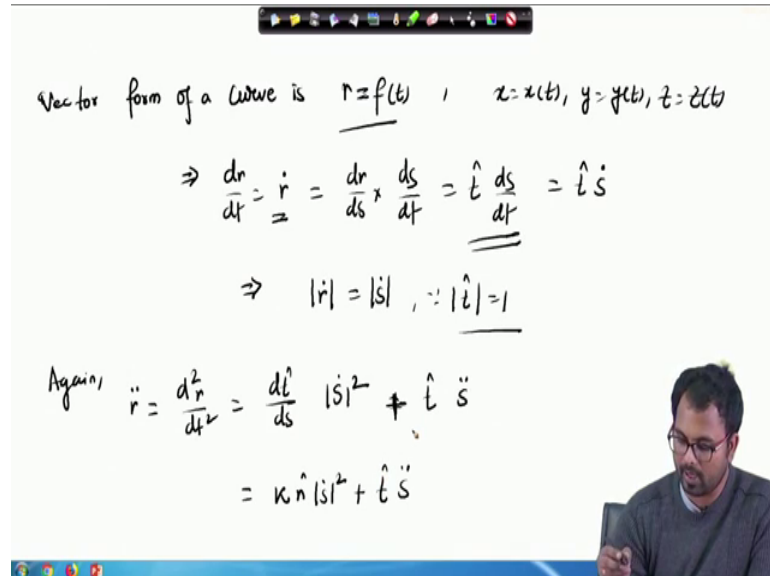 Vector form of a curve is r = f(t) , x = x(t), y = y(t), z = z(t)
⇒ dr/dt = ṙ = dr/ds × ds/dt = t̂ ds/dt = t̂ ṡ
⇒ |ṙ| = |ṡ| , ∵ |t̂| = 1
Again, r̈ = d²r/dt² = dt̂/ds |ṡ|² + t̂ s̈
= κ n̂ |ṡ|² + t̂ s̈